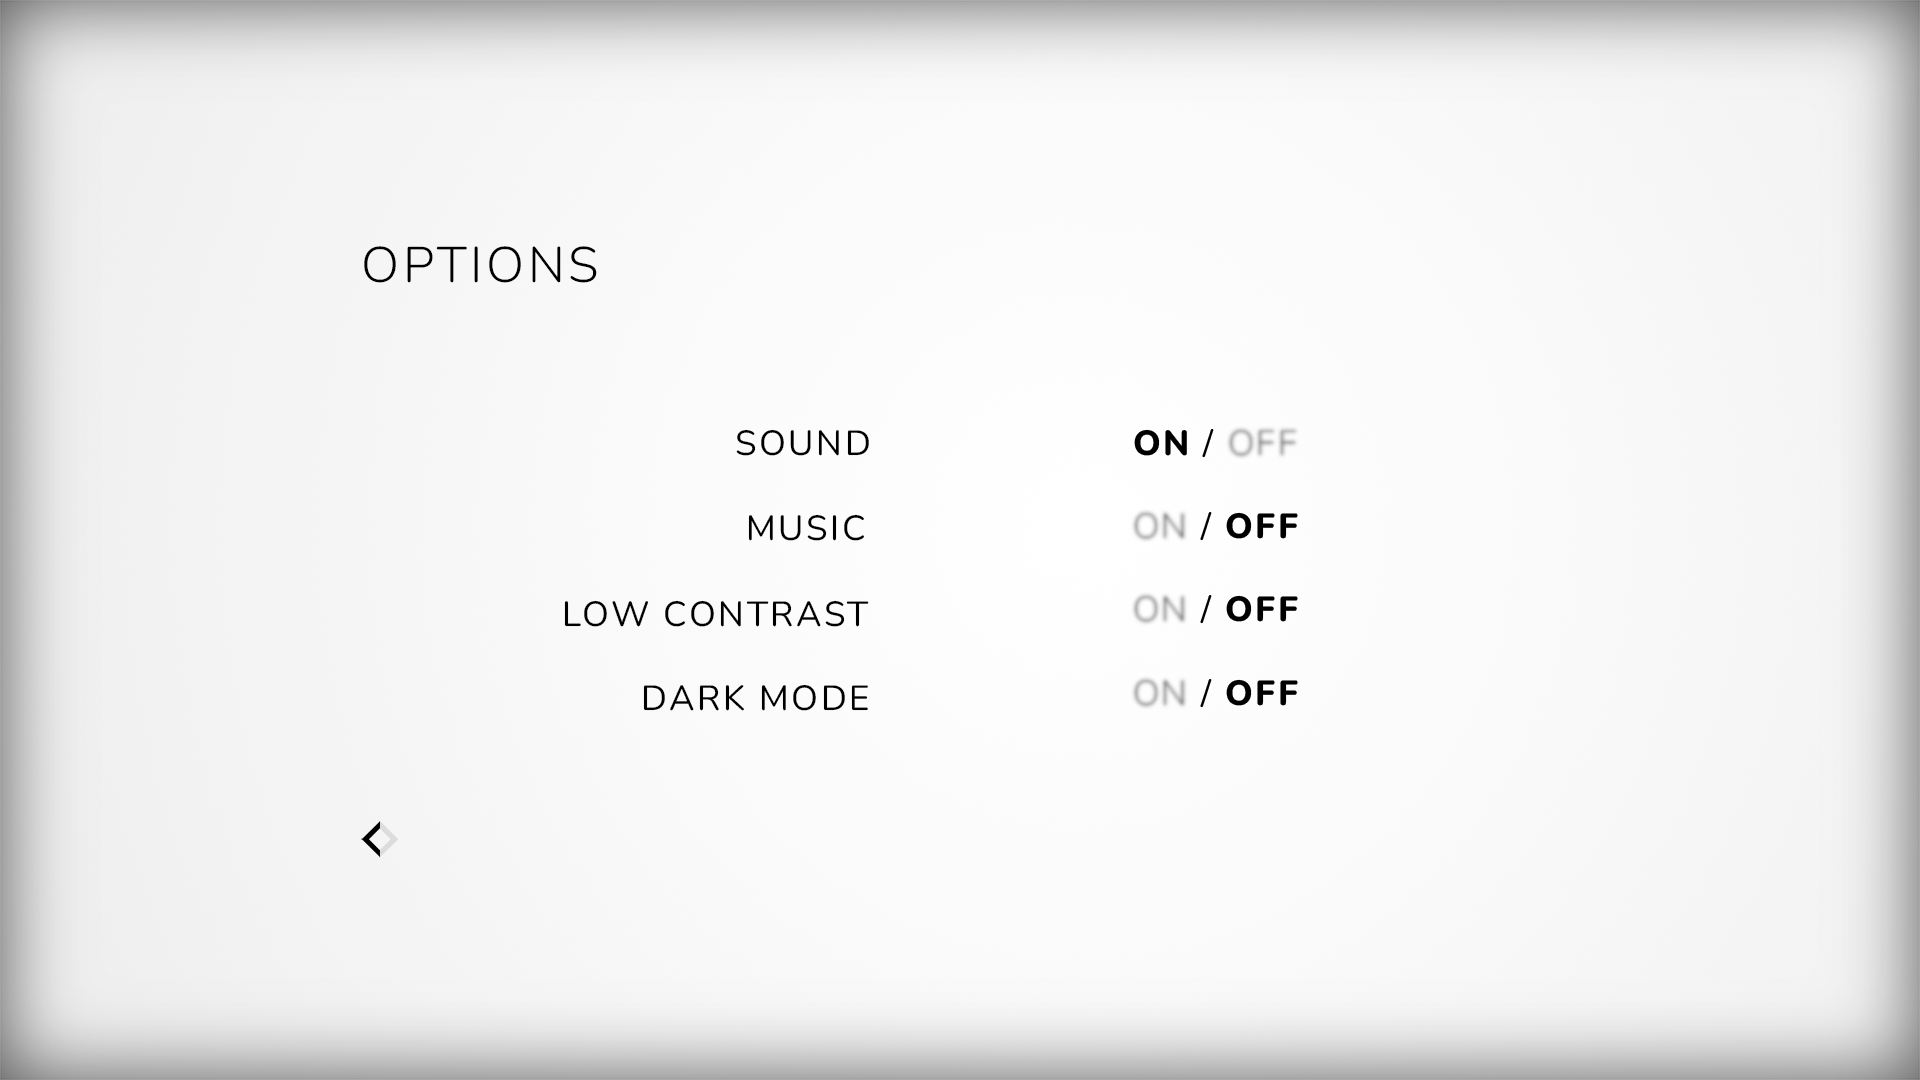 OPTIONS
SOUND ON / OFF
MUSIC ON / OFF
LOW CONTRAST ON / OFF
DARK MODE ON / OFF